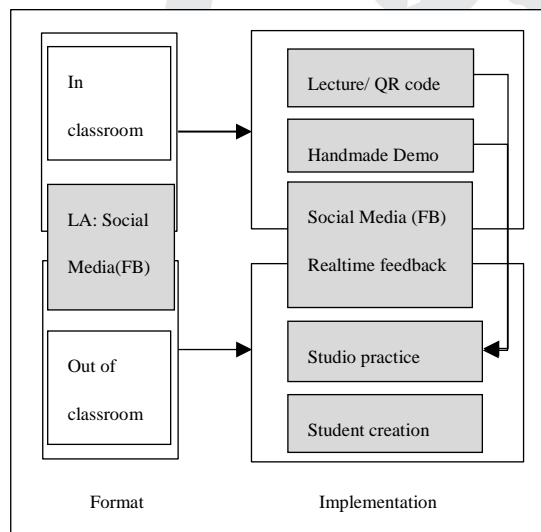 In
classroom
LA: Social
Media(FB)
Out of
classroom
Format
Lecture/ QR code
Handmade Demo
Social Media (FB)
Realtime feedback
Studio practice
Student creation
Implementation